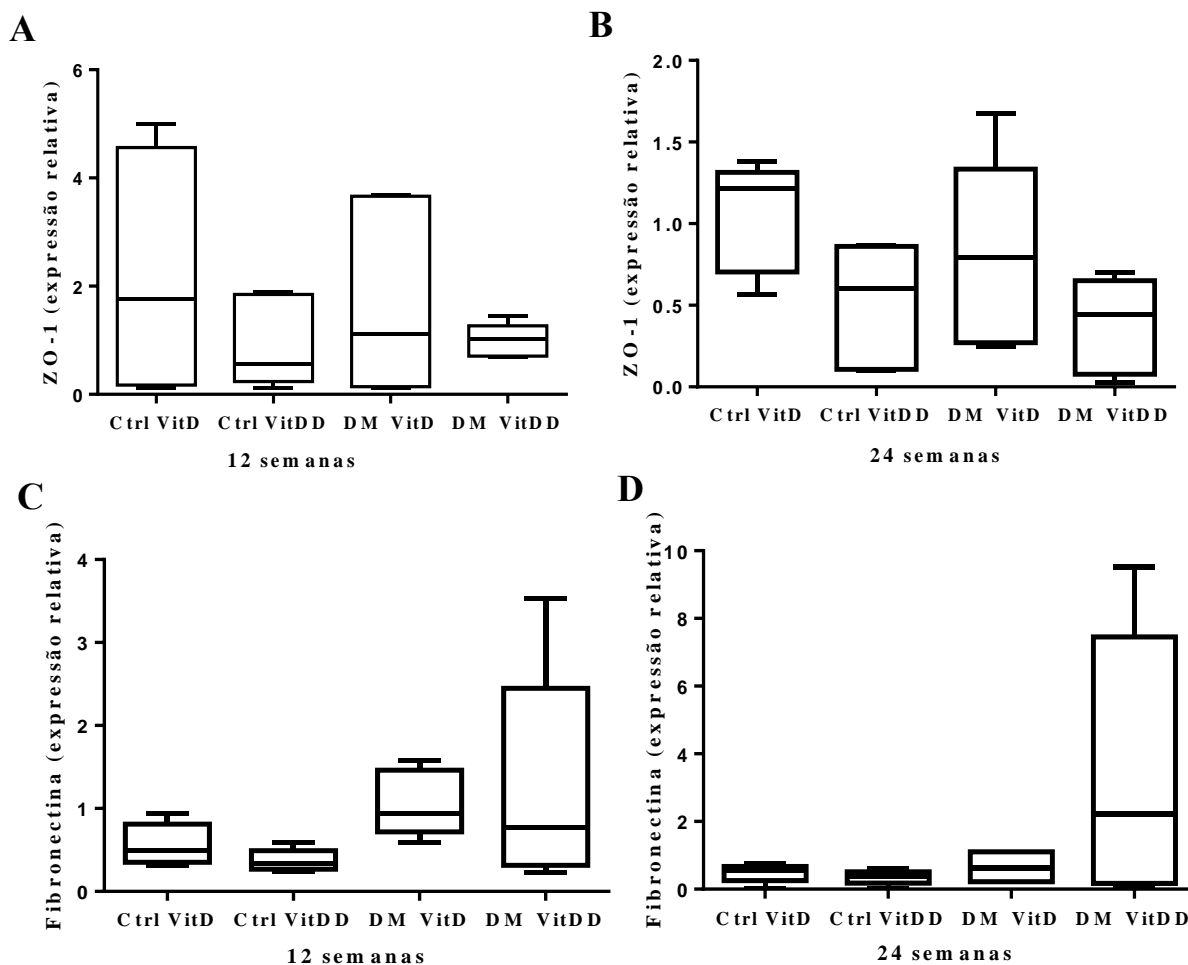 A
ZO-1 (expressão relativa)
6
4
2
0
Ctrl VitD
Ctrl VitDD
DM VitD
DM VitDD
12 semanas
B
ZO-1 (expressão relativa)
2.0
1.5
1.0
0.5
0.0
Ctrl VitD
Ctrl VitDD
DM VitD
DM VitDD
24 semanas
C
Fibronectina (expressão relativa)
4
3
2
1
0
Ctrl VitD
Ctrl VitDD
DM VitD
DM VitDD
12 semanas
D
Fibronectina (expressão relativa)
10
8
6
4
2
0
Ctrl VitD
Ctrl VitDD
DM VitD
DM VitDD
24 semanas